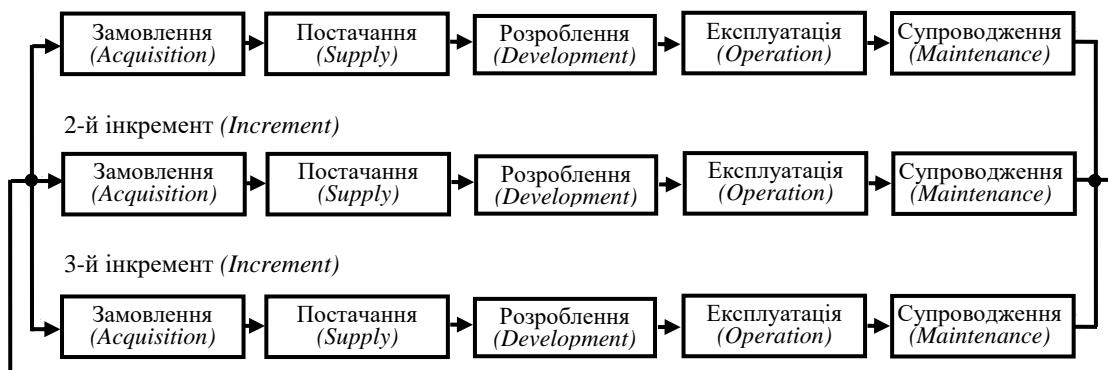 Замовлення
(Acquisition)
Постачання
(Supply)
Розроблення
(Development)
Експлуатація
(Operation)
Супроводження
(Maintenance)
2-й інкремент (Increment)
Замовлення
(Acquisition)
Постачання
(Supply)
Розроблення
(Development)
Експлуатація
(Operation)
Супроводження
(Maintenance)
3-й інкремент (Increment)
Замовлення
(Acquisition)
Постачання
(Supply)
Розроблення
(Development)
Експлуатація
(Operation)
Супроводження
(Maintenance)